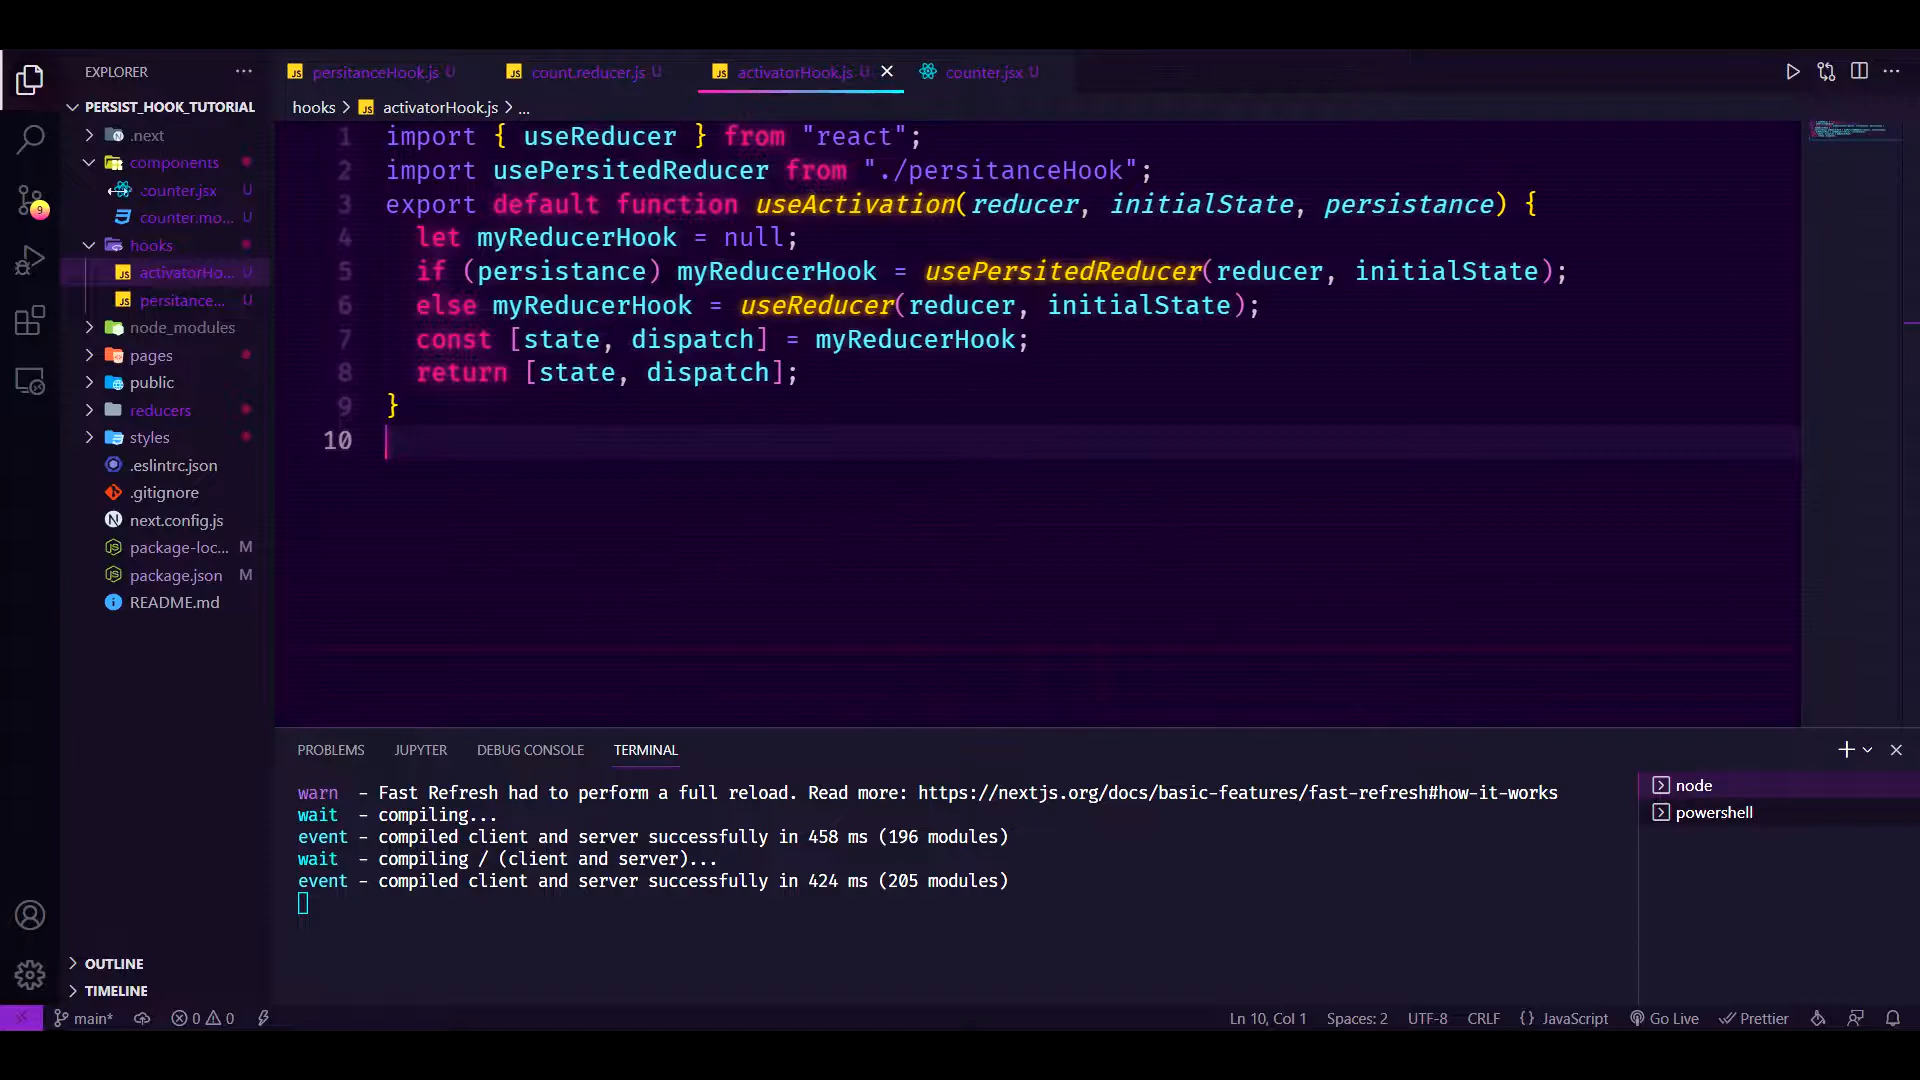 EXPLORER ...
PERSIST_HOOK_TUTORIAL
.next
components
counter.jsx U
counter.mo... U
hooks
activatorHo... U
persitance... U
node_modules
pages
public
reducers
styles
.eslintrc.json
.gitignore
next.config.js
package-loc... M
package.json M
README.md
OUTLINE
TIMELINE
9
JS persitanceHook.js U
JS count.reducer.js U
JS activatorHook.js U
counter.jsx U
hooks > JS activatorHook.js > ...
1 import { useReducer } from "react";
2 import usePersitedReducer from "./persitanceHook";
3 export default function useActivation(reducer, initialState, persistance) {
4 let myReducerHook = null;
5 if (persistance) myReducerHook = usePersitedReducer(reducer, initialState);
6 else myReducerHook = useReducer(reducer, initialState);
7 const [state, dispatch] = myReducerHook;
8 return [state, dispatch];
9 }
10
PROBLEMS JUPYTER DEBUG CONSOLE TERMINAL
warn - Fast Refresh had to perform a full reload. Read more: https://nextjs.org/docs/basic-features/fast-refresh#how-it-works
wait - compiling...
event - compiled client and server successfully in 458 ms (196 modules)
wait - compiling / (client and server)...
event - compiled client and server successfully in 424 ms (205 modules)
node
powershell
main* 0 0 Ln 10, Col 1 Spaces: 2 UTF-8 CRLF {} JavaScript Go Live Prettier